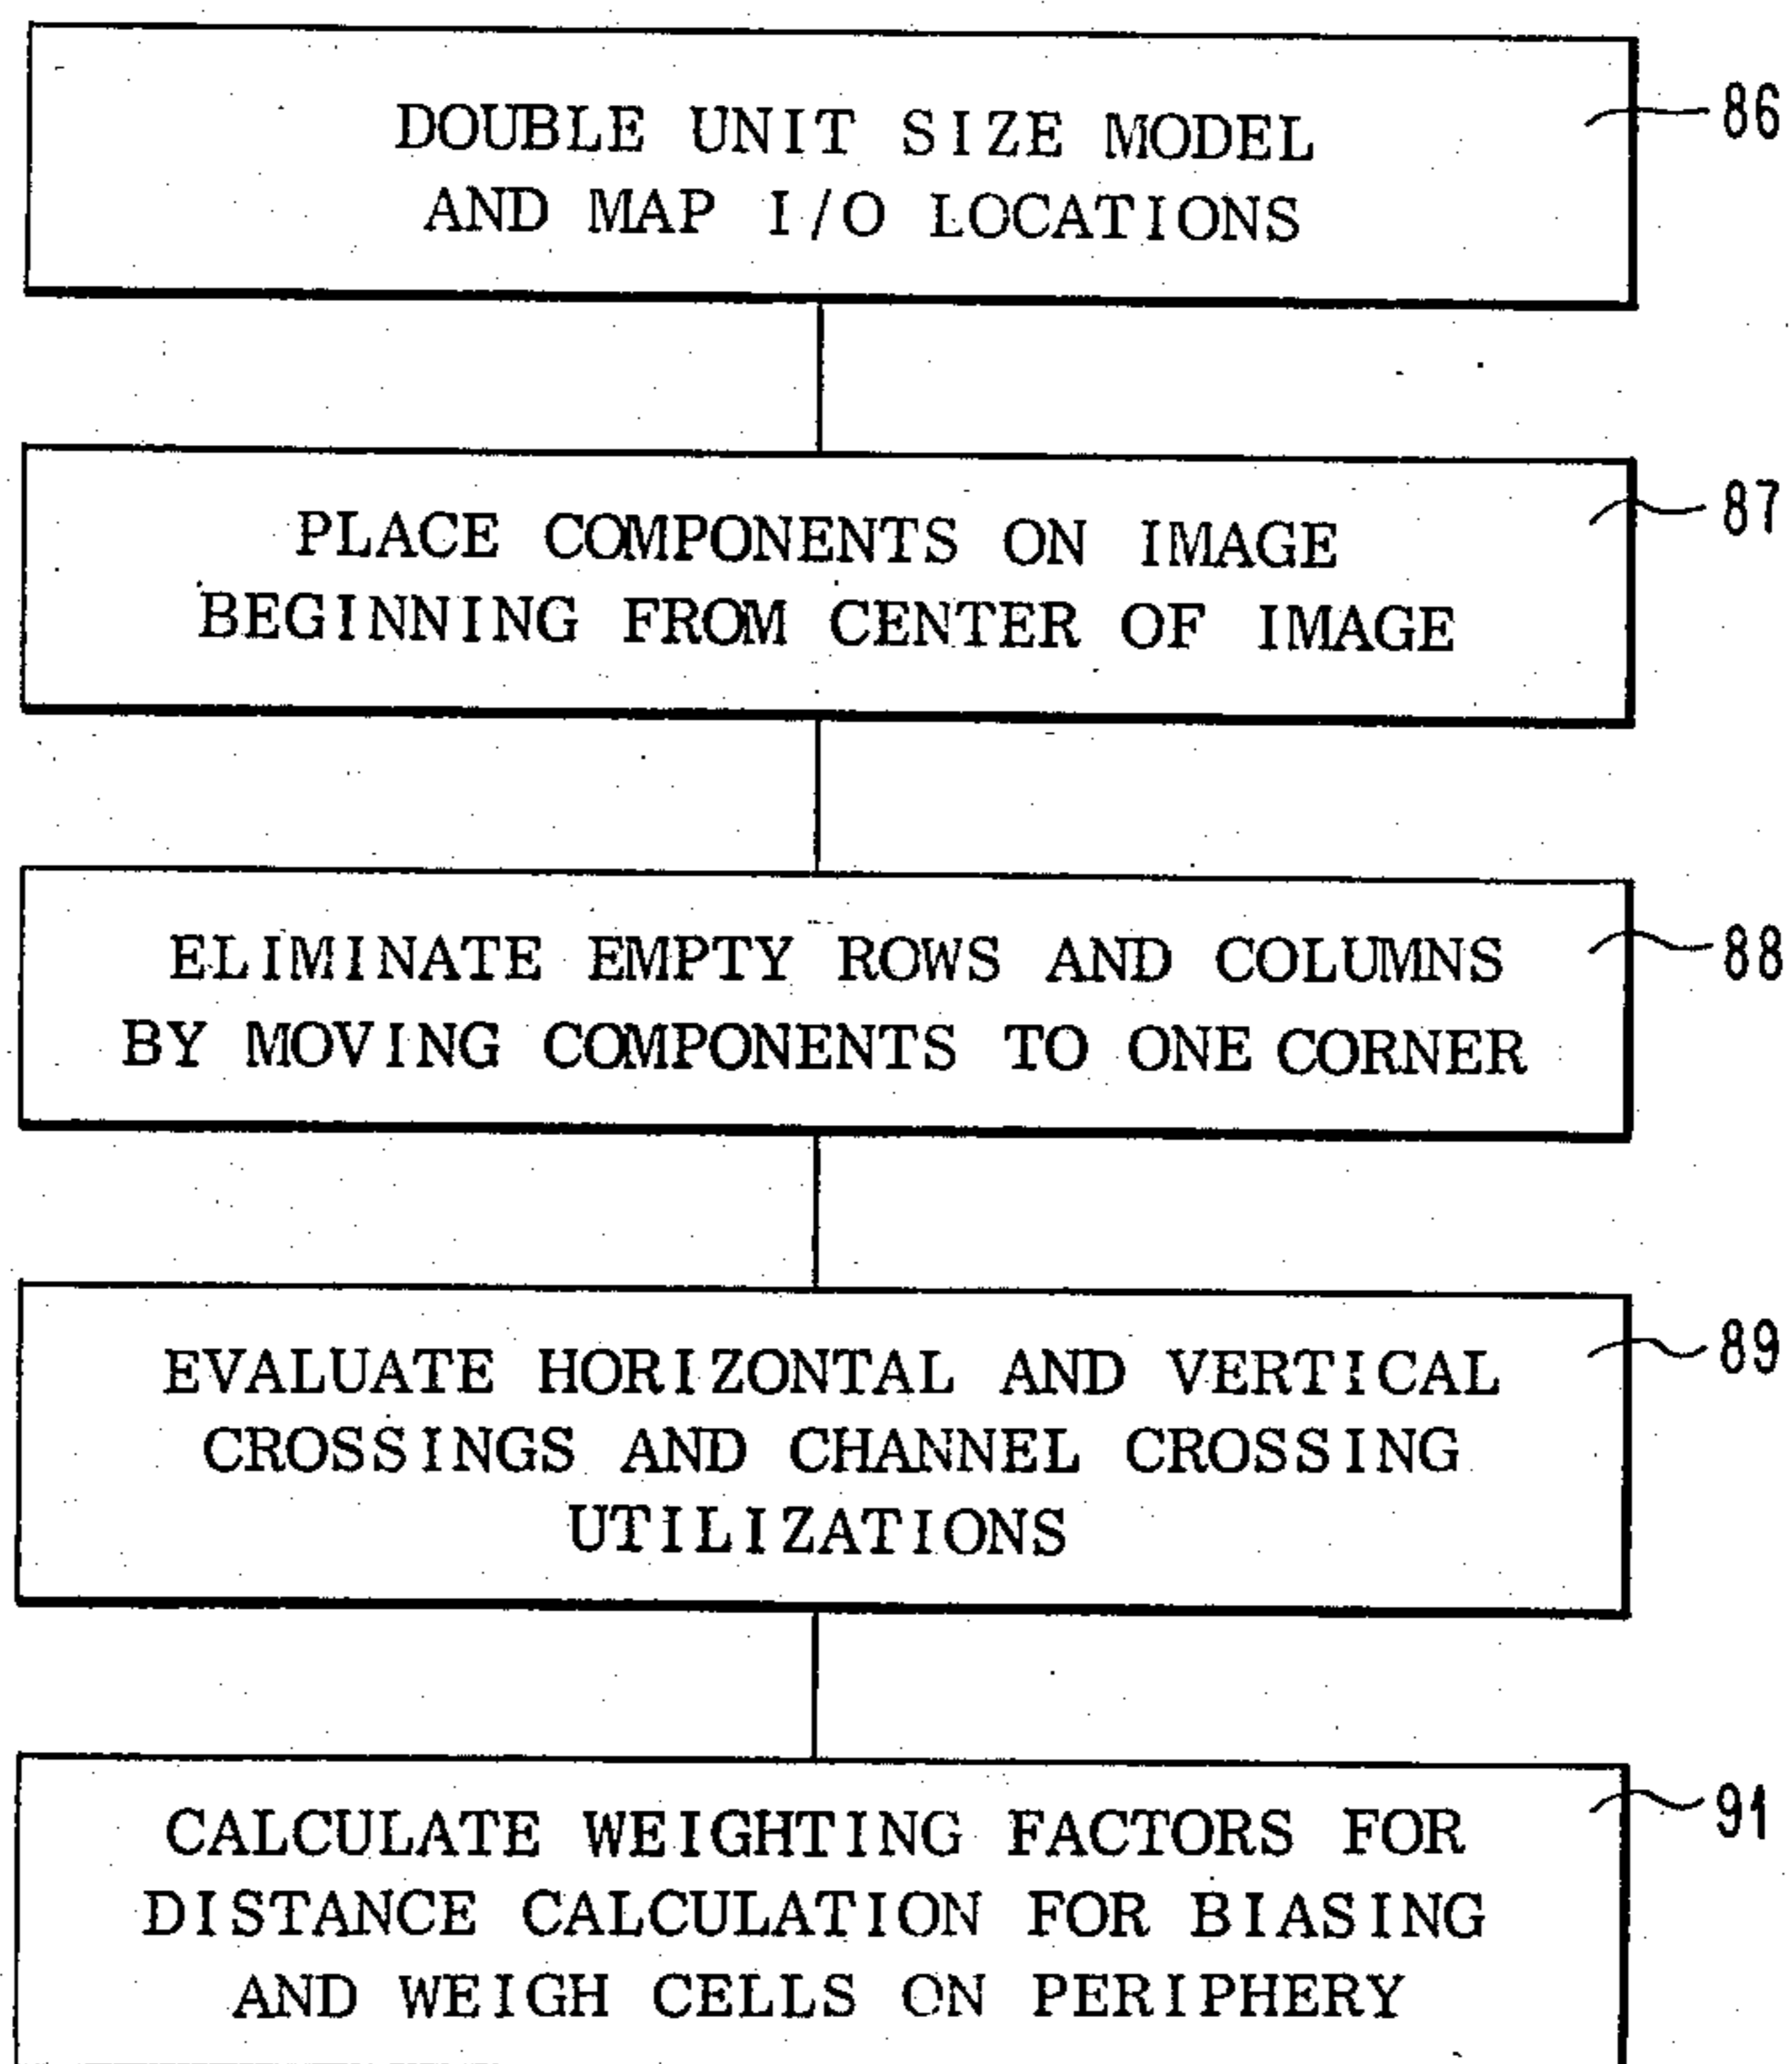 DOUBLE UNIT SIZE MODEL
AND MAP I/O LOCATIONS
86
PLACE COMPONENTS ON IMAGE
BEGINNING FROM CENTER OF IMAGE
87
ELIMINATE EMPTY ROWS AND COLUMNS
BY MOVING COMPONENTS TO ONE CORNER
88
EVALUATE HORIZONTAL AND VERTICAL
CROSSINGS AND CHANNEL CROSSING
UTILIZATIONS
89
CALCULATE WEIGHTING FACTORS FOR
DISTANCE CALCULATION FOR BIASING
AND WEIGH CELLS ON PERIPHERY
91